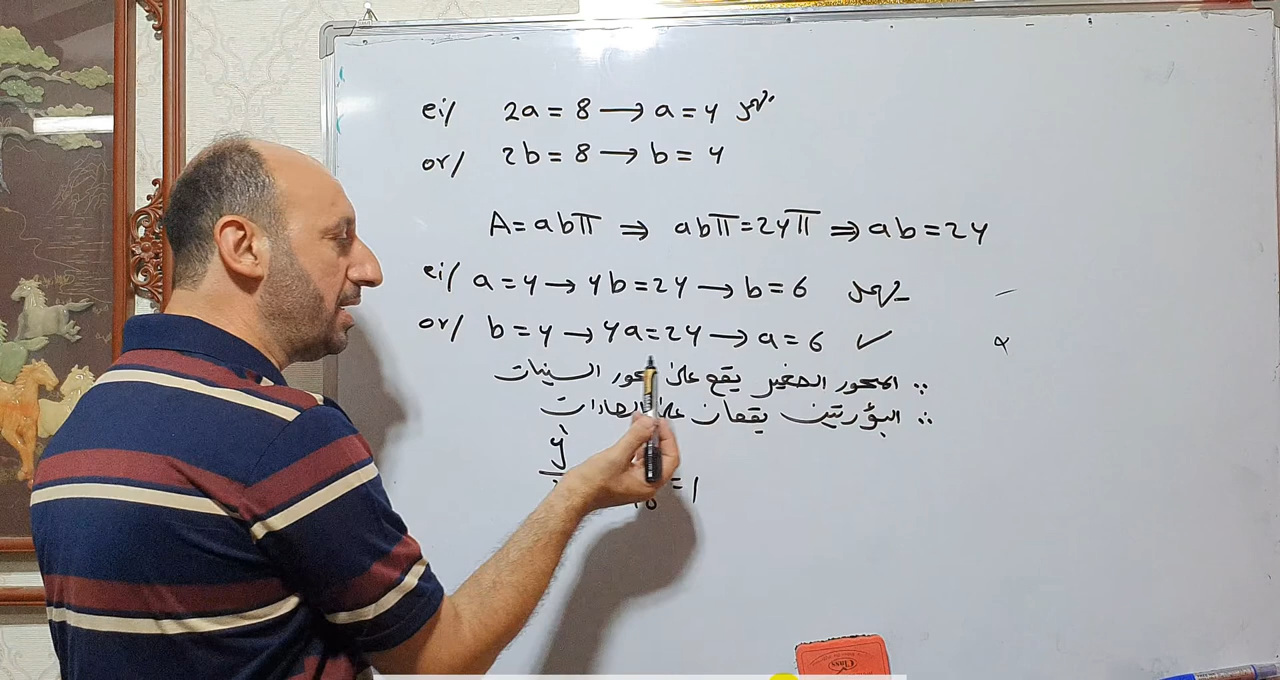 ei/ 2a = 8 → a = 4 يهمل
or/ 2b = 8 → b = 4
A = abπ ⇒ abπ = 24π ⇒ ab = 24
ei/ a = 4 → 4b = 24 → b = 6 يهمل
or/ b = 4 → 4a = 24 → a = 6 ✓
∵ المحور الصغير يقع على محور السينات
∴ البؤرتين يقعان على الصادات
y
= 1
Class